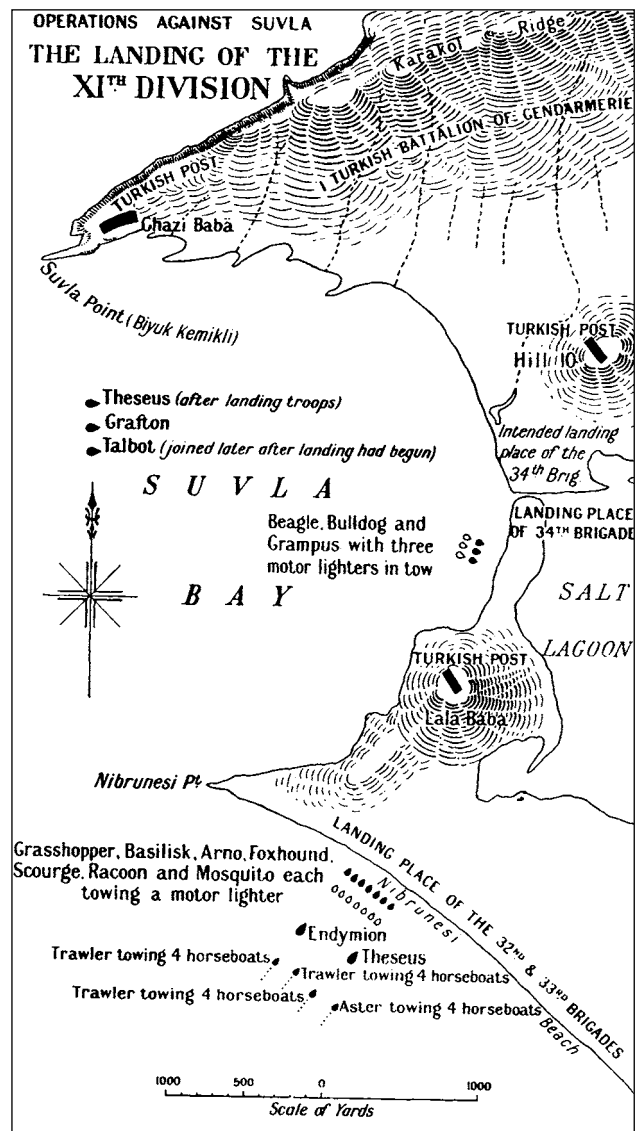 OPERATIONS AGAINST SUVLA
THE LANDING OF THE
XITH DIVISION
Karakol Ridge
1 TURKISH BATTALION OF GENDARMERIE
TURKISH POST
Ghazi Baba
Suvla Point (Biyuk Kemikli)
TURKISH POST
Hill 10
Theseus (after landing troops)
Grafton
Talbot (joined later after landing had begun)
Intended landing
place of the
34th Brig.
SUVLA
BAY
LANDING PLACE
OF 34TH BRIGADE
Beagle, Bulldog and
Grampus with three
motor lighters in tow
SALT
LAGOON
TURKISH POST
Lala Baba
Nibrunesi Pt.
LANDING PLACE OF THE 32ND & 33RD BRIGADES
Nibrunesi Beach
Grasshopper, Basilisk, Arno, Foxhound,
Scourge, Racoon and Mosquito each
towing a motor lighter
Endymion
Theseus
Trawler towing 4 horseboats
Trawler towing 4 horseboats
Trawler towing 4 horseboats
Aster towing 4 horseboats
1000 500 0 1000
Scale of Yards